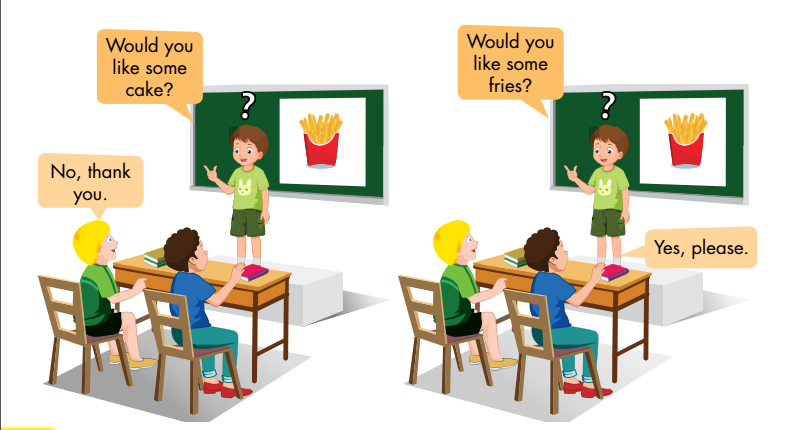 Would you
like some
cake?
?
No, thank
you.
Would you
like some
fries?
?
Yes, please.